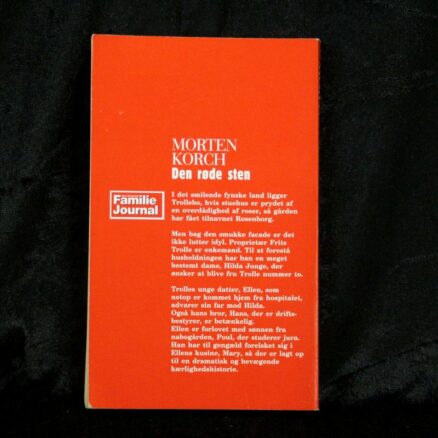 MORTEN
KORCH
Den røde sten
Familie
Journal
I det smilende fynske land ligger
Trollebo, hvis stuehus er prydet af
en overdådighed af roser, så gården
har fået tilnavnet Rosenborg.
Men bag den smukke facade er det
ikke lutter idyl. Proprietær Frits
Trolle er enkemand. Til at forestå
husholdningen har han en meget
bestemt dame, Hilda Junge, der
ønsker at blive fru Trolle nummer to.
Trolles unge datter, Ellen, som
netop er kommet hjem fra hospitalet,
advarer sin far mod Hilda.
Også hans bror, Hans, der er drifts-
bestyrer, er betænkelig.
Ellen er forlovet med sønnen fra
nabogården, Poul, der studerer jura.
Han har til gengæld forelsket sig i
Ellens kusine, Mary, så der er lagt op
til en dramatisk og bevægende
kærlighedshistorie.